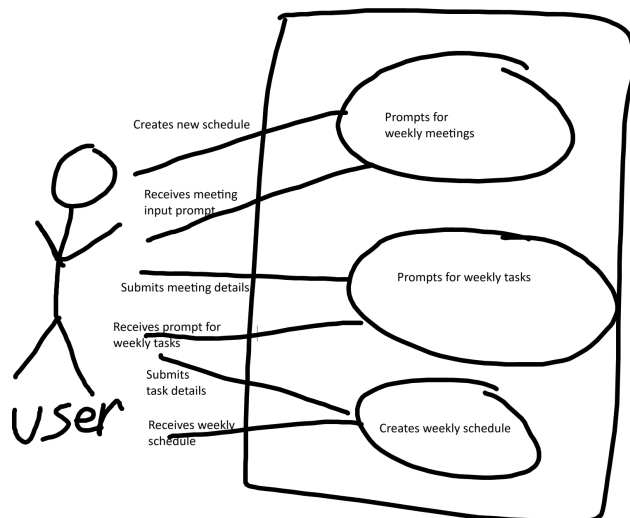 Creates new schedule
Prompts for
weekly meetings
Receives meeting
input prompt
Submits meeting details
Prompts for weekly tasks
Receives prompt for
weekly tasks
Submits
task details
Receives weekly
schedule
Creates weekly schedule
user